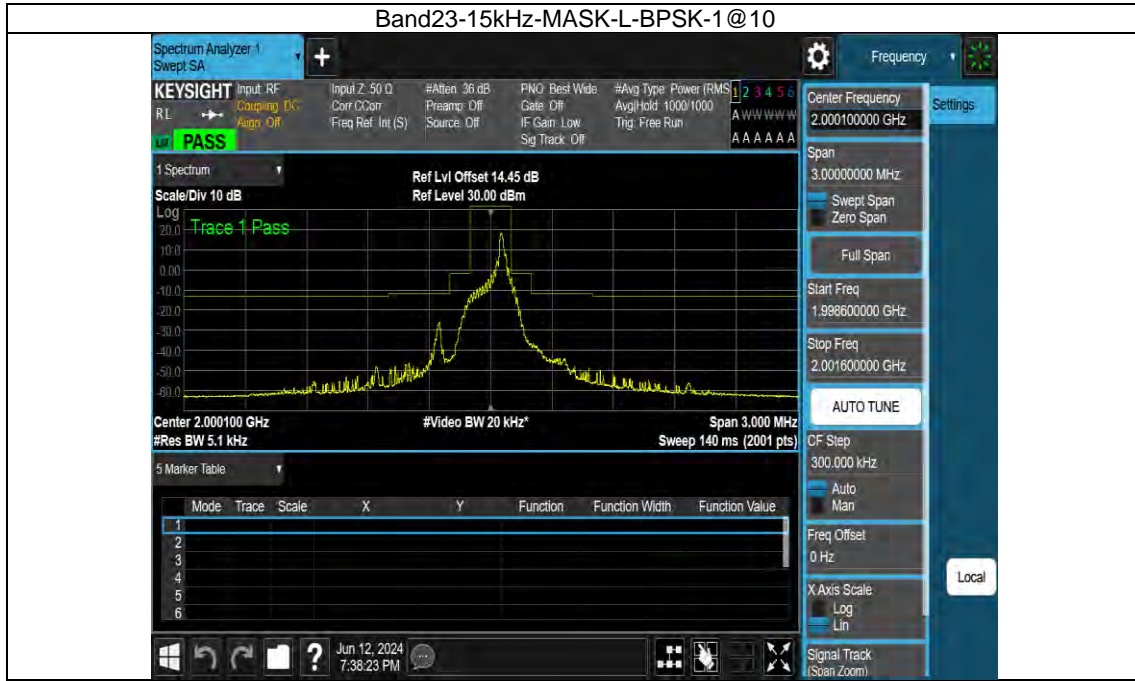 Band23-15kHz-MASK-L-BPSK-1@10
Spectrum Analyzer 1
Swept SA
+
Frequency
KEYSIGHT
RL
PASS
Input: RF
Coupling: DC
Align: Off
Input Z: 50 Ω
Corr CCorr
Freq Ref: Int (S)
#Atten: 36 dB
Preamp: Off
Source: Off
PNO: Best Wide
Gate: Off
IF Gain: Low
Sig Track: Off
#Avg Type: Power (RMS
Avg|Hold: 1000/1000
Trig: Free Run
1 2 3 4 5 6
A W W W W W
A A A A A A
Center Frequency
2.000100000 GHz
Settings
Span
3.00000000 MHz
Swept Span
Zero Span
Full Span
Start Freq
1.998600000 GHz
Stop Freq
2.001600000 GHz
AUTO TUNE
CF Step
300.000 kHz
Auto
Man
Freq Offset
0 Hz
X Axis Scale
Log
Lin
Signal Track
(Span Zoom)
Local
1 Spectrum
Scale/Div 10 dB
Ref Lvl Offset 14.45 dB
Ref Level 30.00 dBm
Log
Trace 1 Pass
20.0
10.0
0.00
-10.0
-20.0
-30.0
-40.0
-50.0
-60.0
Center 2.000100 GHz
#Video BW 20 kHz*
Span 3.000 MHz
#Res BW 5.1 kHz
Sweep 140 ms (2001 pts)
5 Marker Table
Mode Trace Scale X Y Function Function Width Function Value
1
2
3
4
5
6
?
Jun 12, 2024
7:38:23 PM